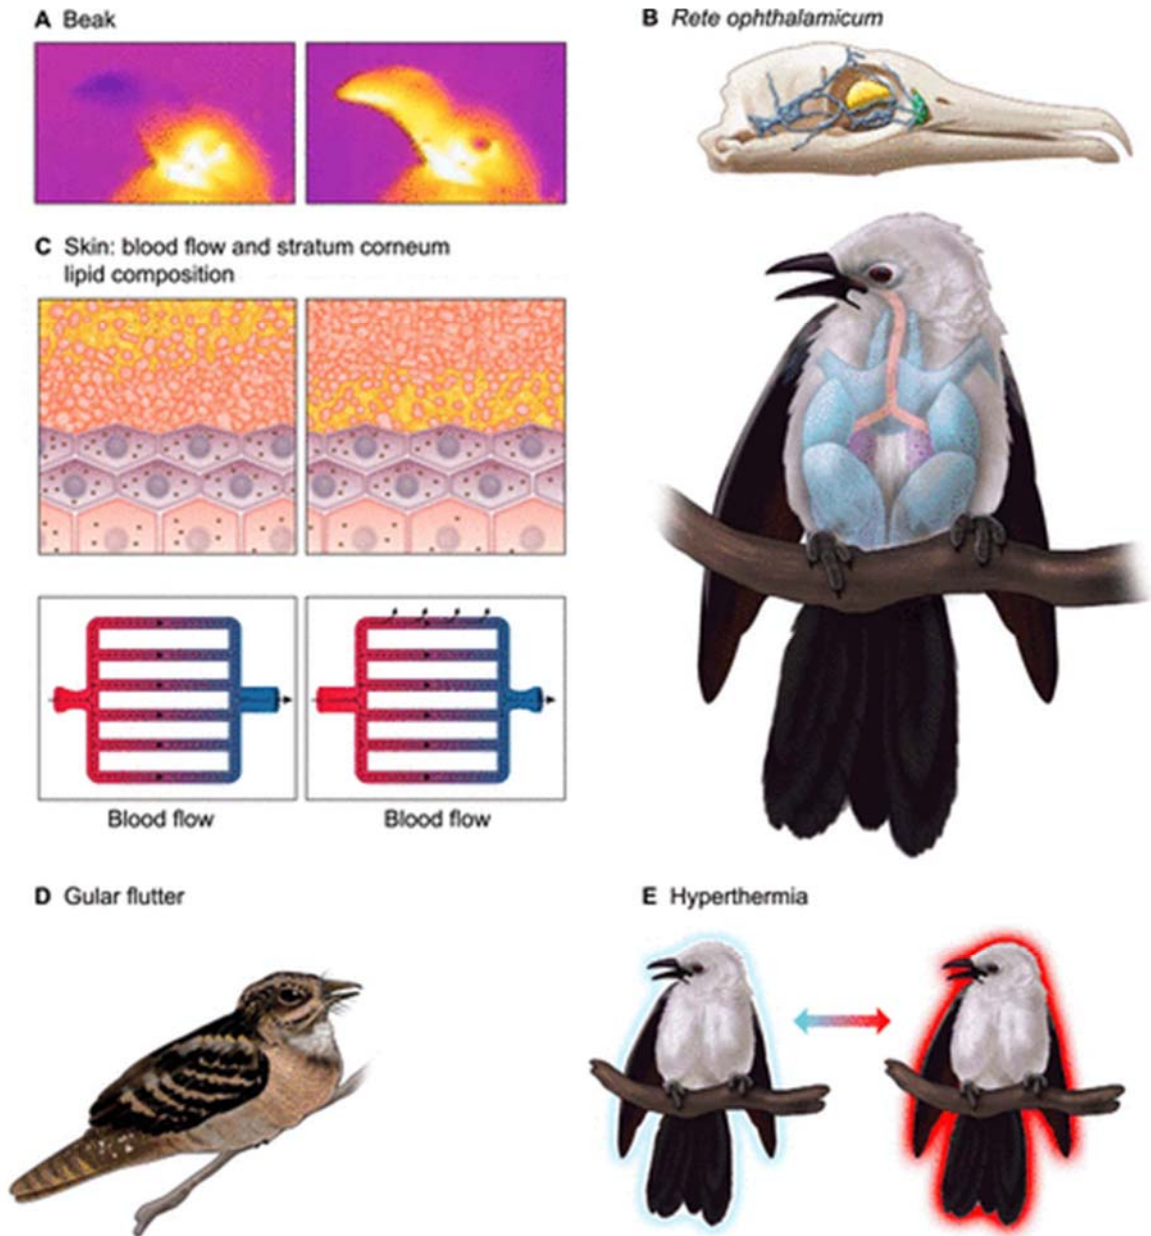 A Beak
B Rete ophthalamicum
C Skin: blood flow and stratum corneum
lipid composition
Blood flow
Blood flow
D Gular flutter
E Hyperthermia